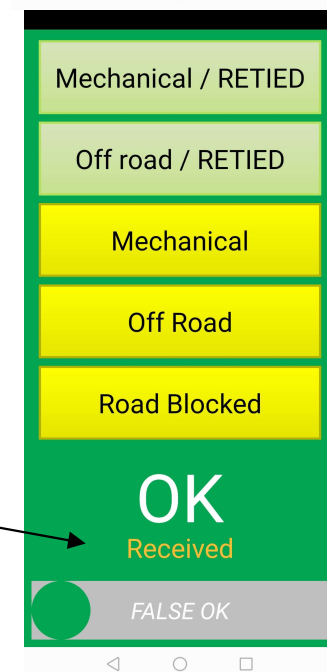 Mechanical / RETIED
Off road / RETIED
Mechanical
Off Road
Road Blocked
OK
Received
FALSE OK